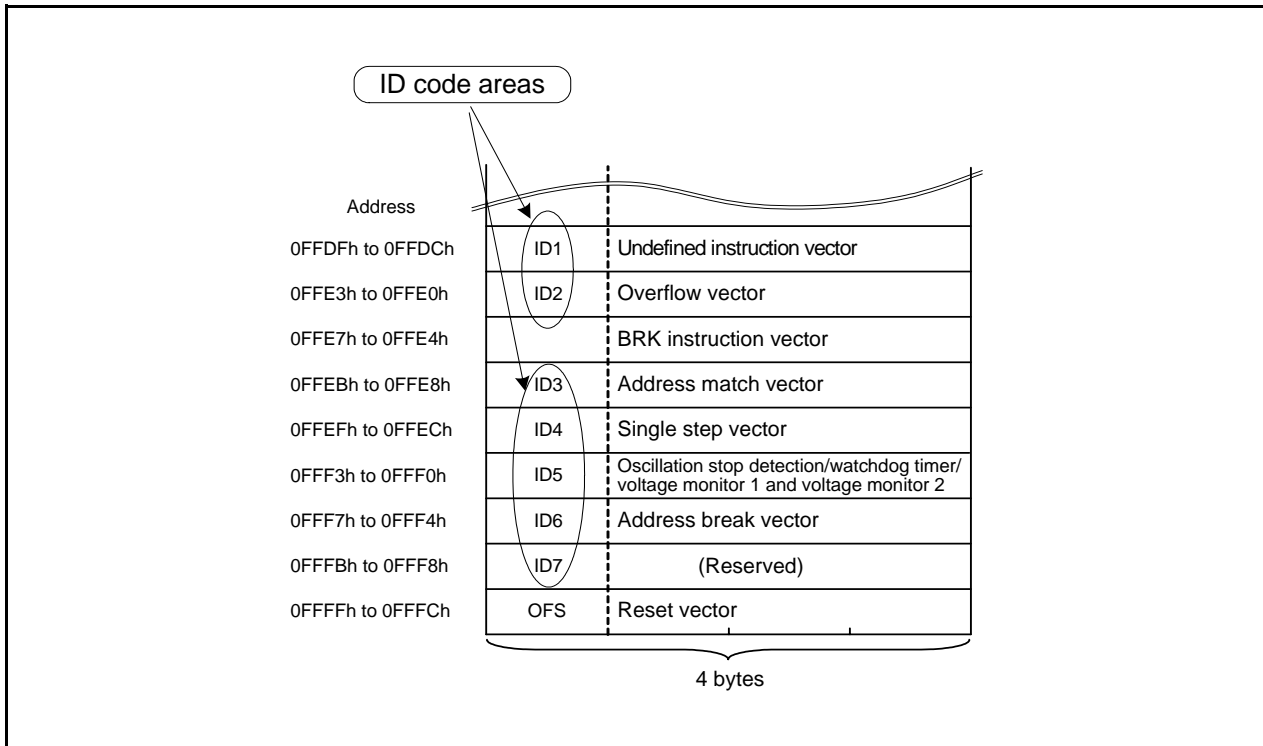 ID code areas
Address
0FFDFh to 0FFDCh ID1 Undefined instruction vector
0FFE3h to 0FFE0h ID2 Overflow vector
0FFE7h to 0FFE4h BRK instruction vector
0FFEBh to 0FFE8h ID3 Address match vector
0FFEFh to 0FFECh ID4 Single step vector
0FFF3h to 0FFF0h ID5 Oscillation stop detection/watchdog timer/
voltage monitor 1 and voltage monitor 2
0FFF7h to 0FFF4h ID6 Address break vector
0FFFBh to 0FFF8h ID7 (Reserved)
0FFFFh to 0FFFCh OFS Reset vector
4 bytes